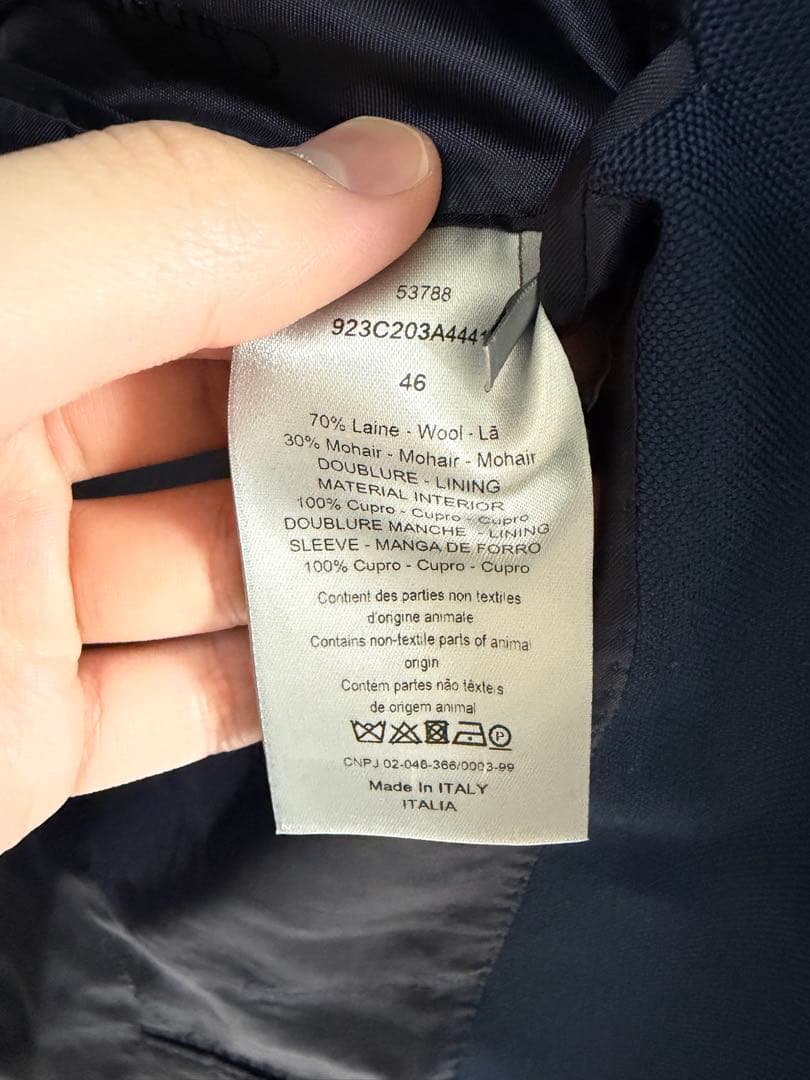 53788
923C203A4441
46
70% Laine - Wool - Lã
30% Mohair - Mohair - Mohair
DOUBLURE - LINING
MATERIAL INTERIOR
100% Cupro - Cupro - Cupro
DOUBLURE MANCHE - LINING
SLEEVE - MANGA DE FORRO
100% Cupro - Cupro - Cupro
Contient des parties non textiles
d'origine animale
Contains non-textile parts of animal
origin
Contém partes não têxteis
de origem animal
P
CNPJ 02-046-366/0003-99
Made In ITALY
ITALIA